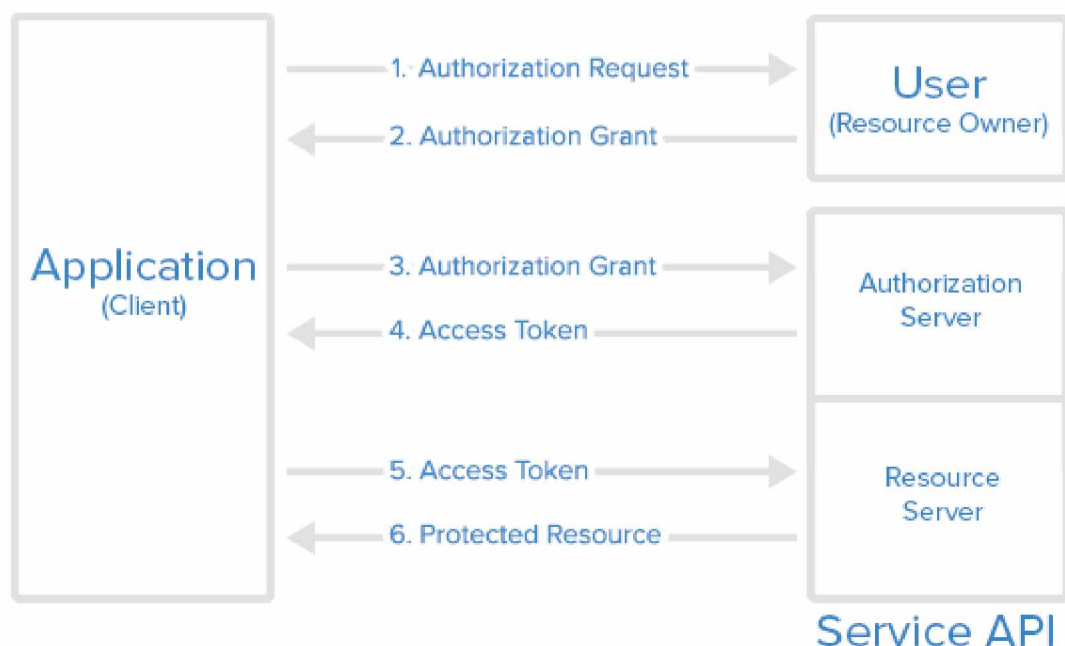 1. Authorization Request
User
(Resource Owner)
2. Authorization Grant
Application
(Client)
3. Authorization Grant
Authorization
Server
4. Access Token
5. Access Token
Resource
Server
6. Protected Resource
Service API